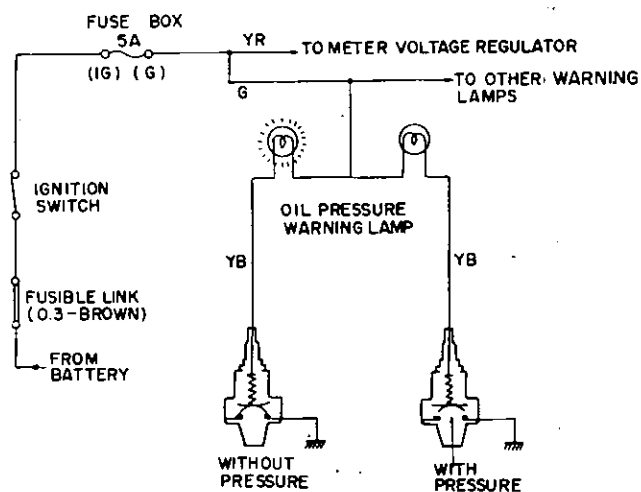 FUSE BOX
5A
(IG) (G)
YR
TO METER VOLTAGE REGULATOR
G
TO OTHER WARNING
LAMPS
IGNITION
SWITCH
OIL PRESSURE
WARNING LAMP
YB
YB
FUSIBLE LINK
(0.3-BROWN)
FROM
BATTERY
WITHOUT
PRESSURE
WITH
PRESSURE